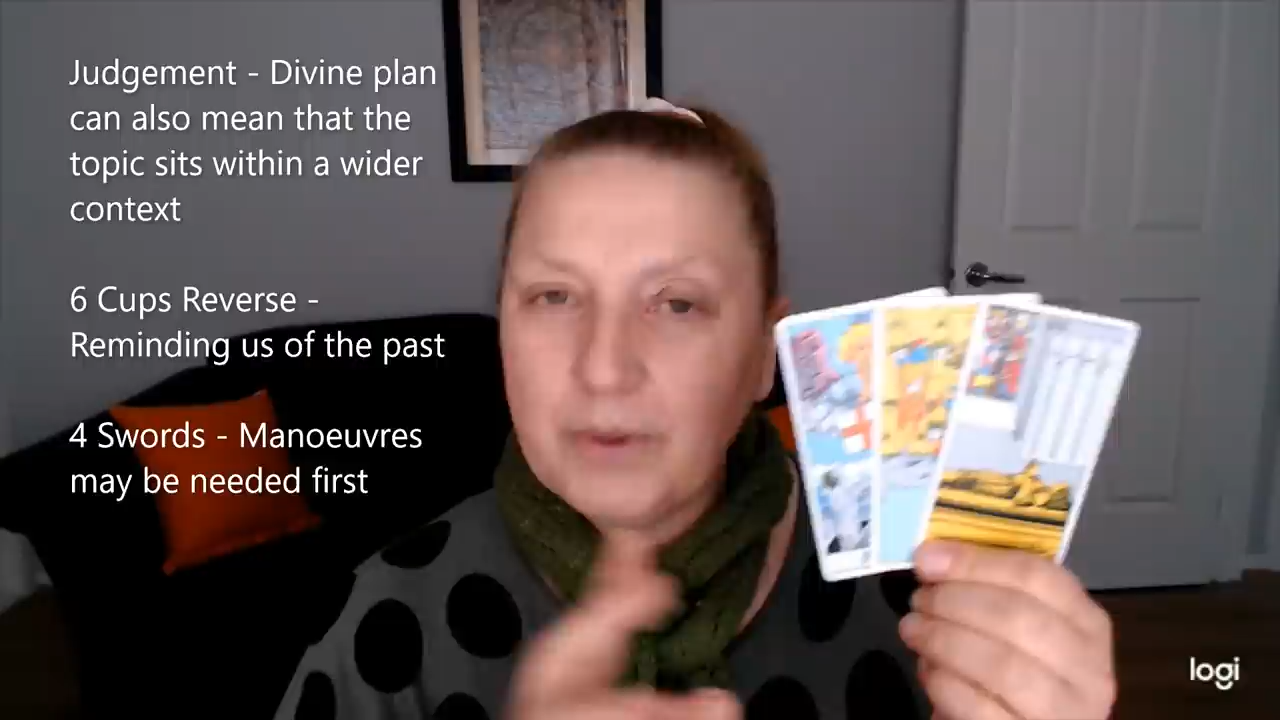 Judgement - Divine plan
can also mean that the
topic sits within a wider
context
6 Cups Reverse -
Reminding us of the past
4 Swords - Manoeuvres
may be needed first
logi